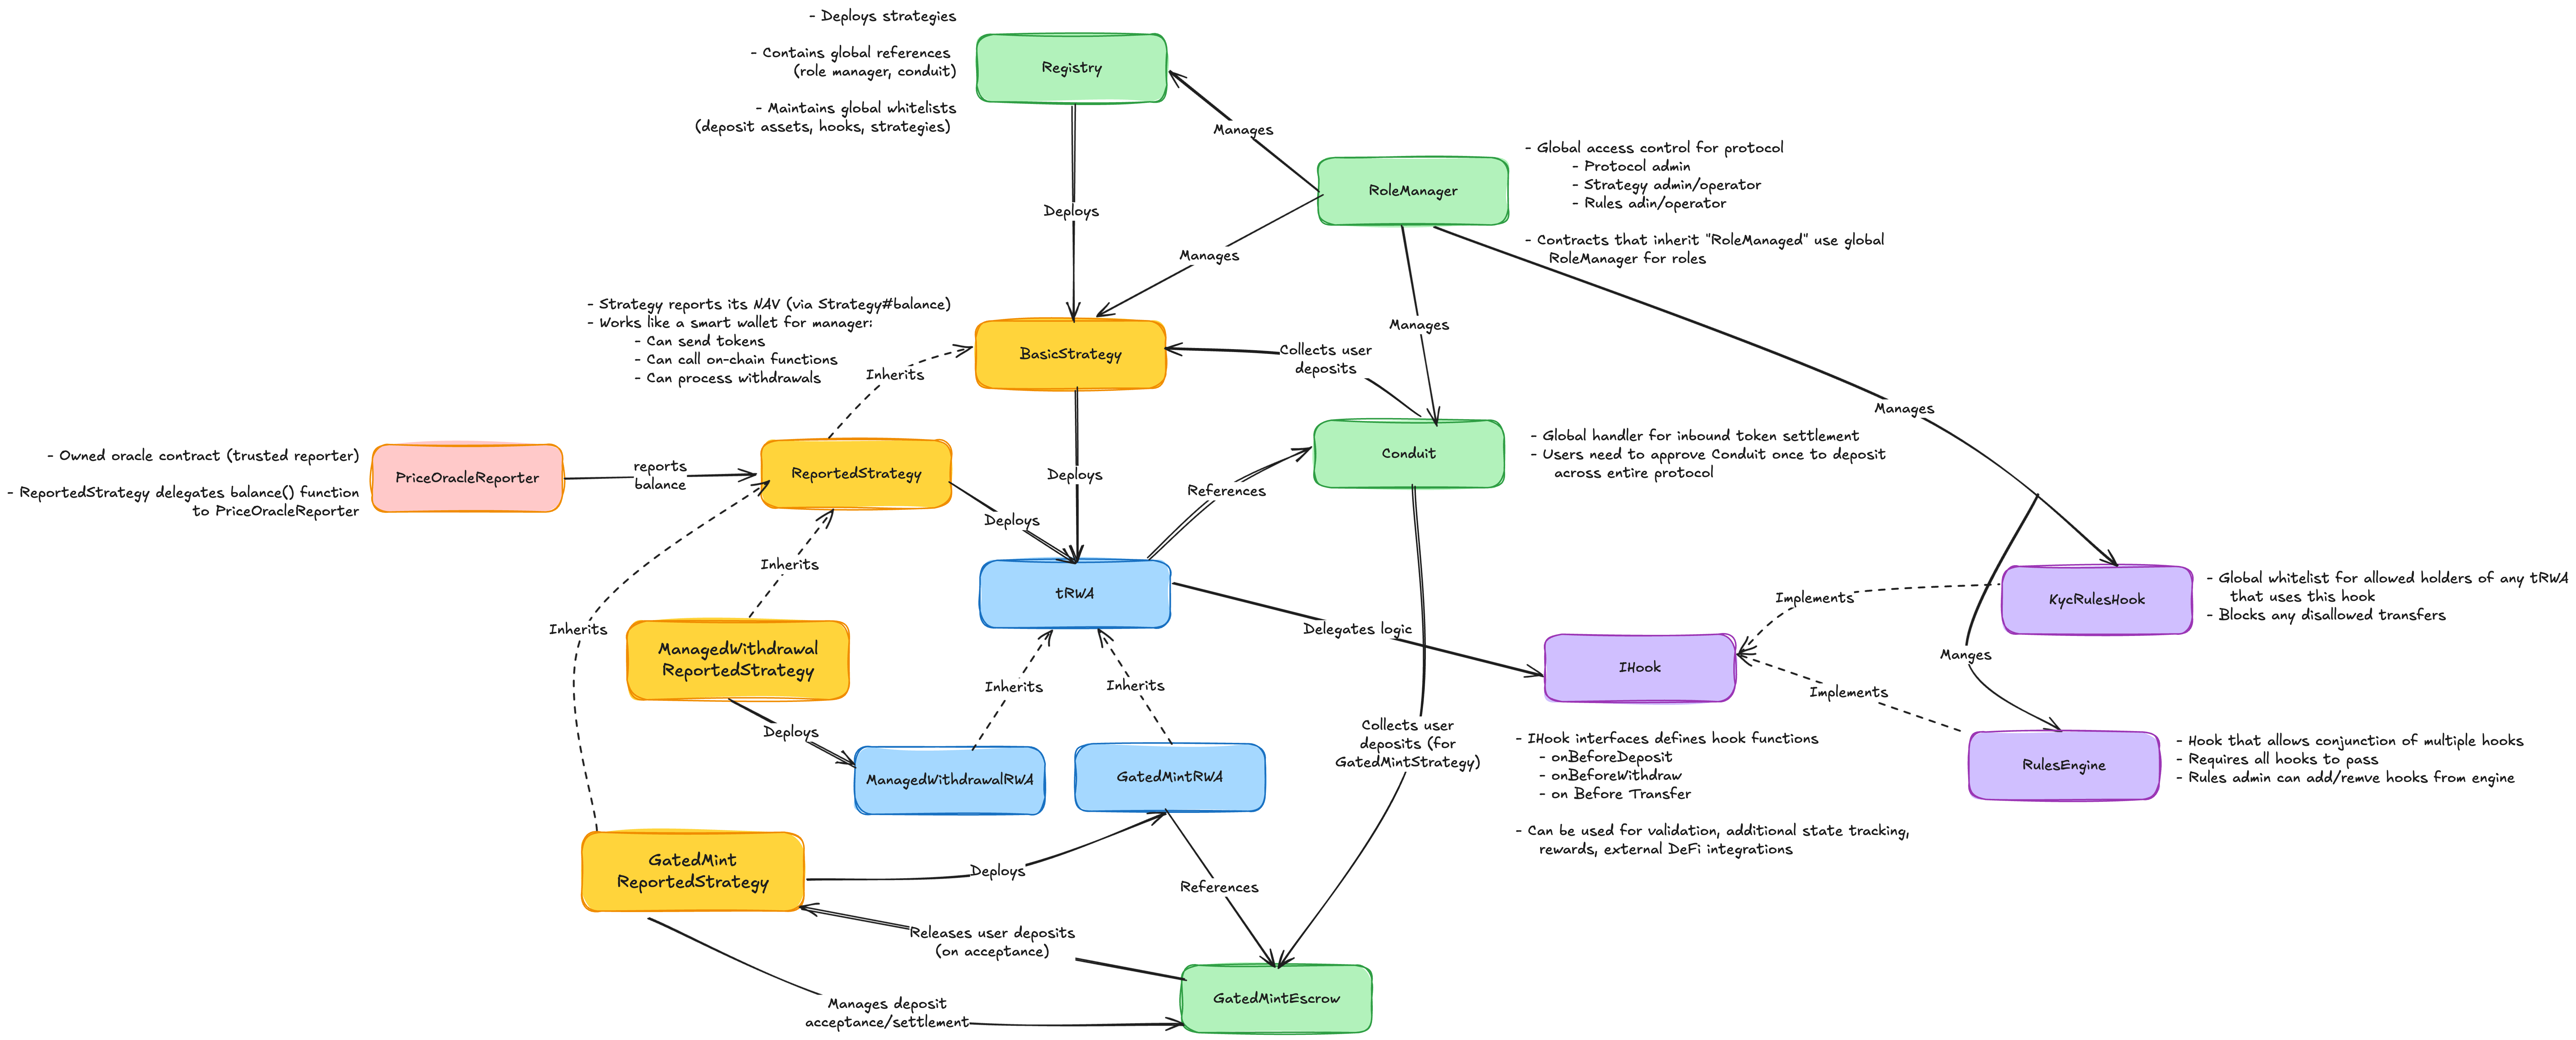 - Deploys strategies
- Contains global references
(role manager, conduit)
- Maintains global whitelists
(deposit assets, hooks, strategies)
Registry
Manages
- Global access control for protocol
- Protocol admin
- Strategy admin/operator
- Rules adin/operator
- Contracts that inherit "RoleManaged" use global
RoleManager for roles
RoleManager
Deploys
Manages
- Strategy reports its NAV (via Strategy#balance)
- Works like a smart wallet for manager:
- Can send tokens
- Can call on-chain functions
- Can process withdrawals
Inherits
BasicStrategy
Collects user
deposits
Manages
Manages
- Owned oracle contract (trusted reporter)
- ReportedStrategy delegates balance() function
to PriceOracleReporter
PriceOracleReporter
reports
balance
ReportedStrategy
Deploys
Deploys
References
Conduit
- Global handler for inbound token settlement
- Users need to approve Conduit once to deposit
across entire protocol
Inherits
Inherits
tRWA
Delegates logic
Implements
KycRulesHook
- Global whitelist for allowed holders of any tRWA
that uses this hook
- Blocks any disallowed transfers
ManagedWithdrawal
ReportedStrategy
Inherits
Inherits
IHook
Manges
Implements
Deploys
ManagedWithdrawalRWA
GatedMintRWA
Collects user
deposits (for
GatedMintStrategy)
- IHook interfaces defines hook functions
- onBeforeDeposit
- onBeforeWithdraw
- on Before Transfer
- Can be used for validation, additional state tracking,
rewards, external DeFi integrations
RulesEngine
- Hook that allows conjunction of multiple hooks
- Requires all hooks to pass
- Rules admin can add/remve hooks from engine
GatedMint
ReportedStrategy
Deploys
References
Releases user deposits
(on acceptance)
Manages deposit
acceptance/settlement
GatedMintEscrow